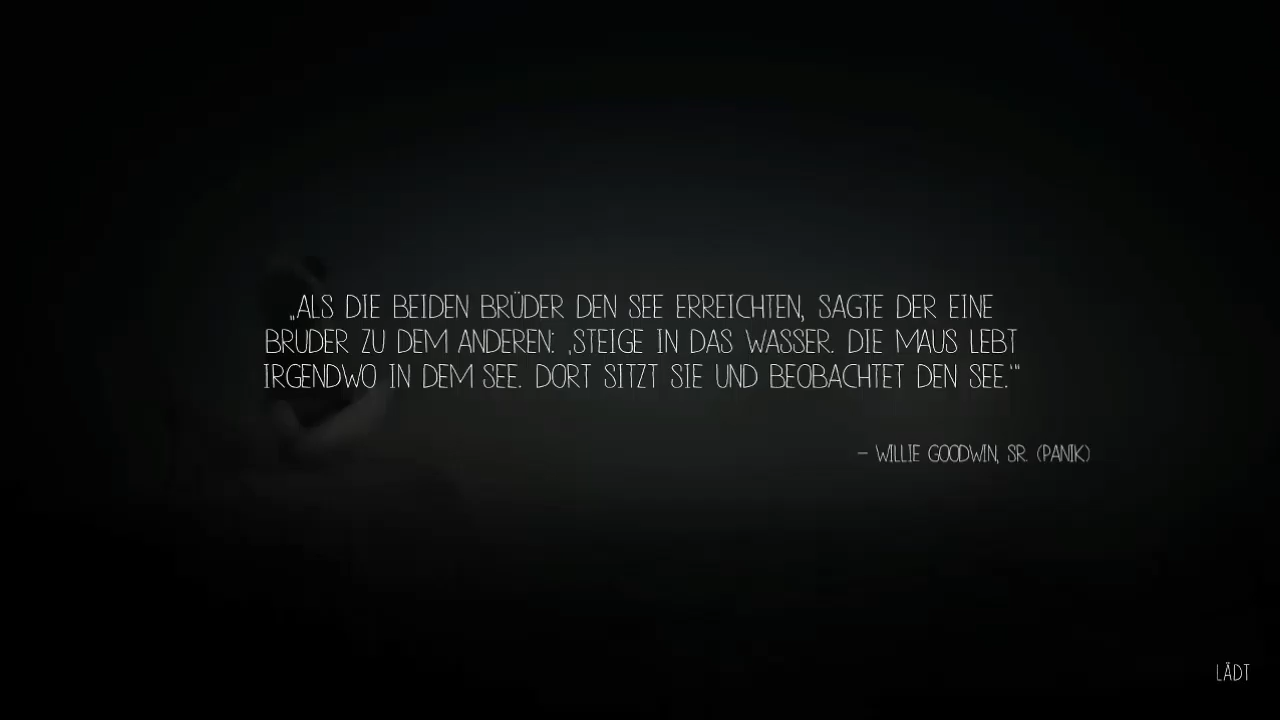 „ALS DIE BEIDEN BRÜDER DEN SEE ERREICHTEN, SAGTE DER EINE
BRUDER ZU DEM ANDEREN: ‚STEIGE IN DAS WASSER. DIE MAUS LEBT
IRGENDWO IN DEM SEE. DORT SITZT SIE UND BEOBACHTET DEN SEE.‘“
– WILLIE GOODWIN, SR. (PANIK)
LÄDT